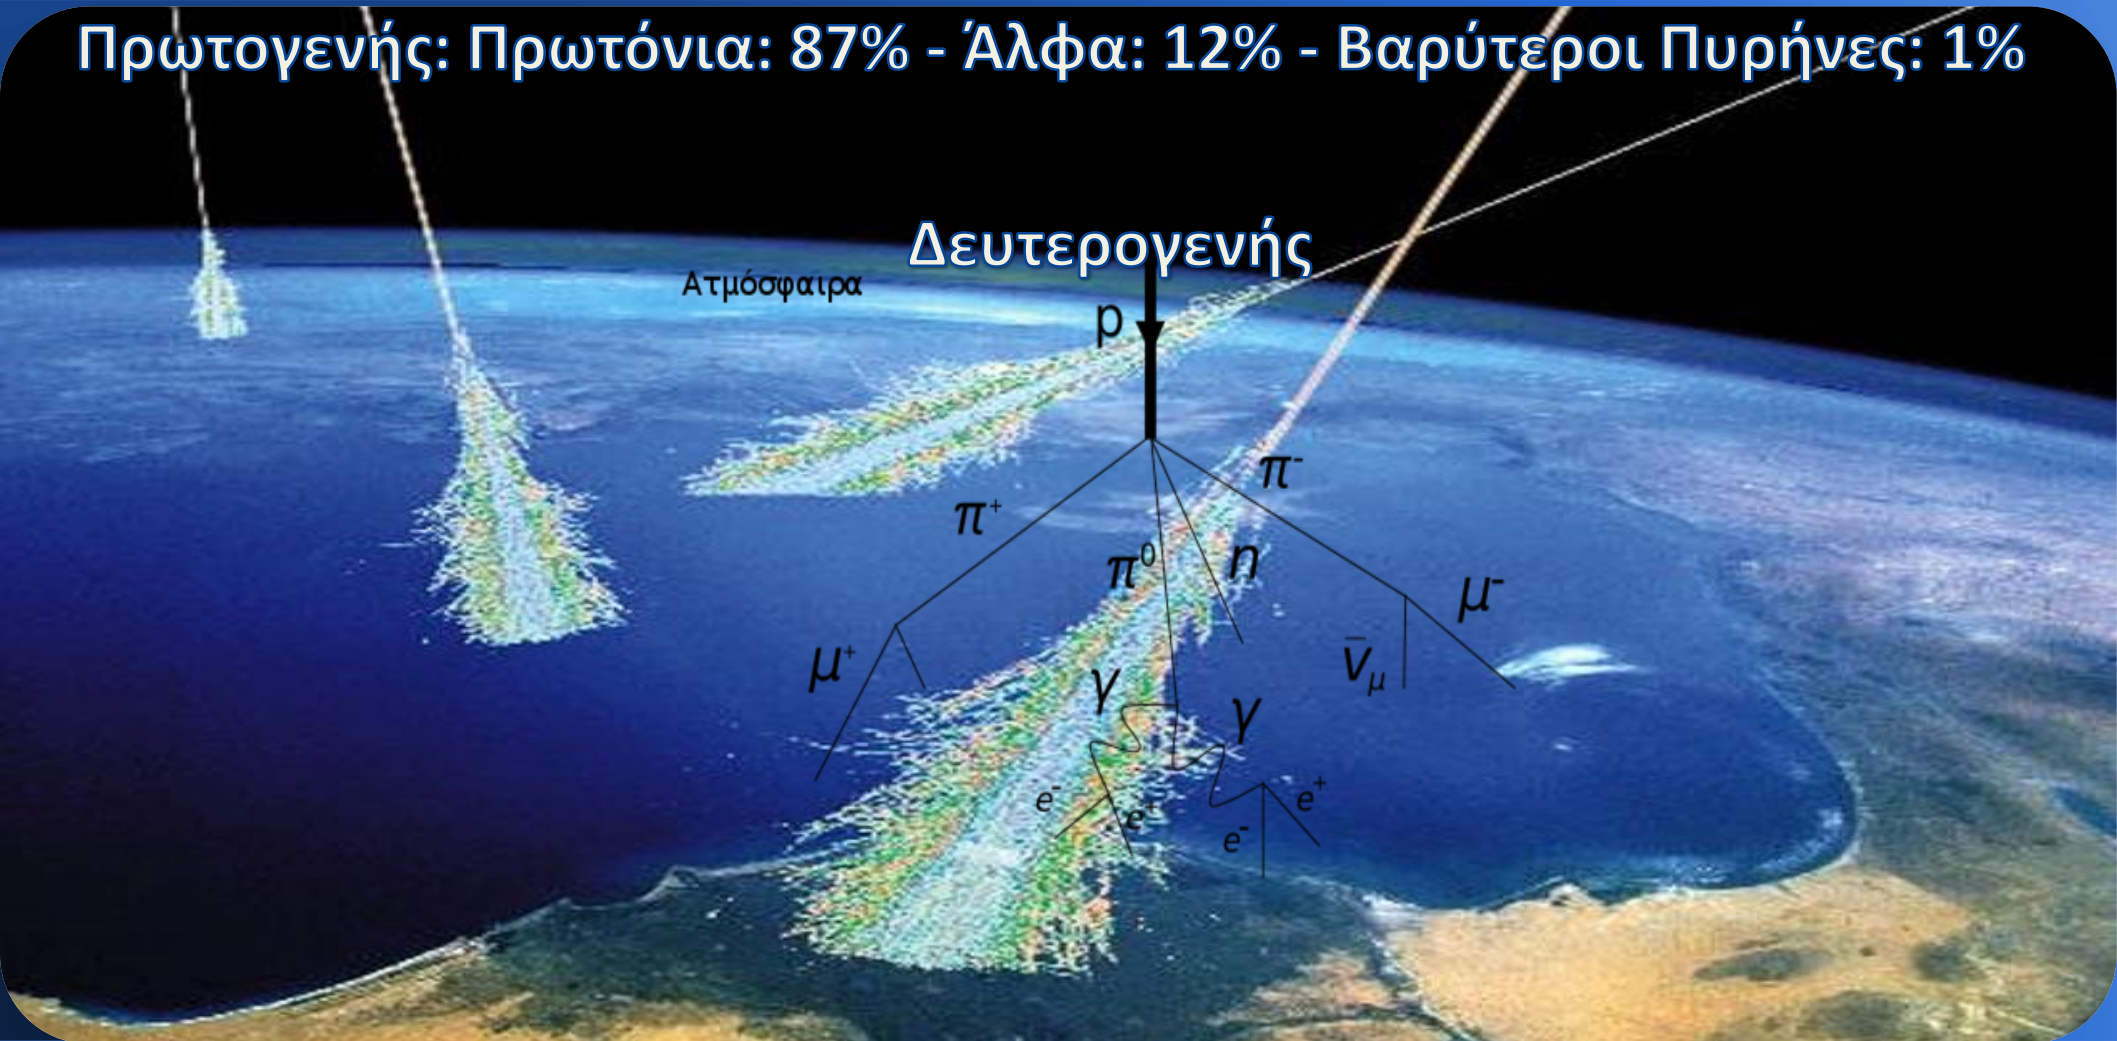 Πρωτογενής: Πρωτόνια: 87% - Άλφα: 12% - Βαρύτεροι Πυρήνες: 1%
Δευτερογενής
Ατμόσφαιρα
p
π⁻
π⁺
π⁰
n
μ⁻
μ⁺
ν̅μ
γ
γ
e⁻
e⁺
e⁻
e⁺